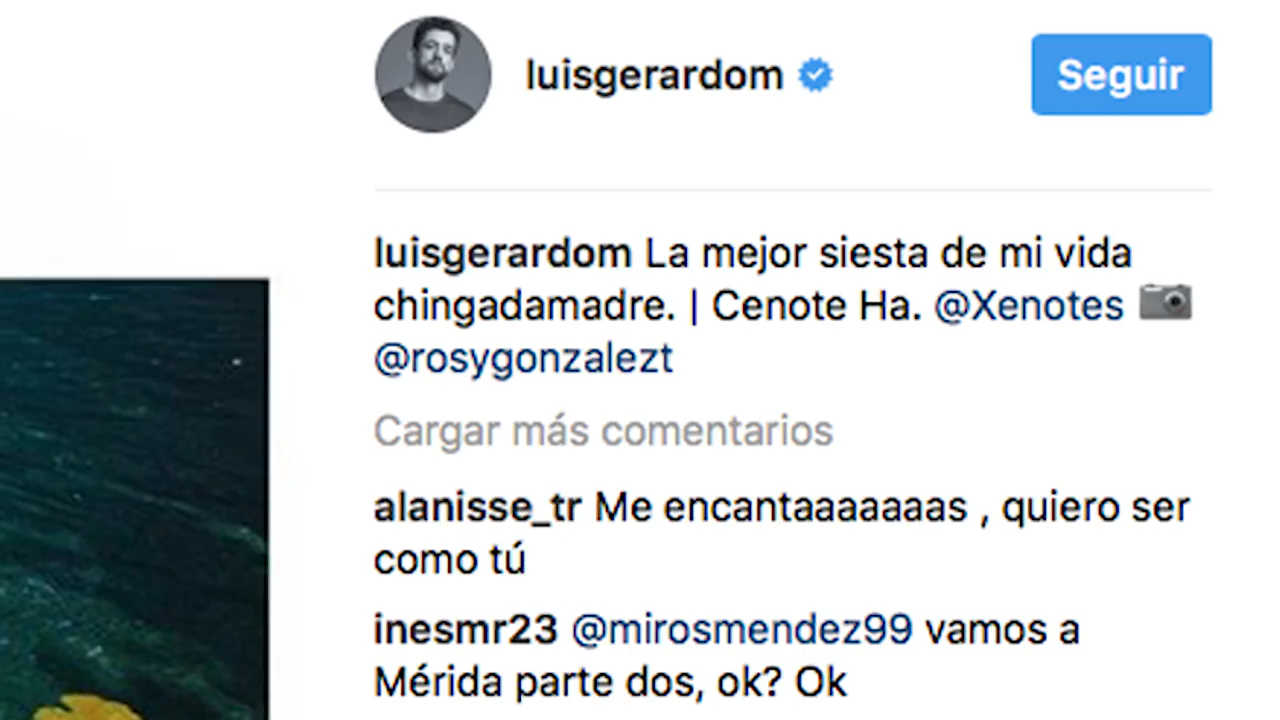 luisgerardom
Seguir
luisgerardom La mejor siesta de mi vida
chingadamadre. | Cenote Ha. @Xenotes 📷
@rosygonzalezt
Cargar más comentarios
alanisse_tr Me encantaaaaaaas , quiero ser
como tú
inesmr23 @mirosmendez99 vamos a
Mérida parte dos, ok? Ok